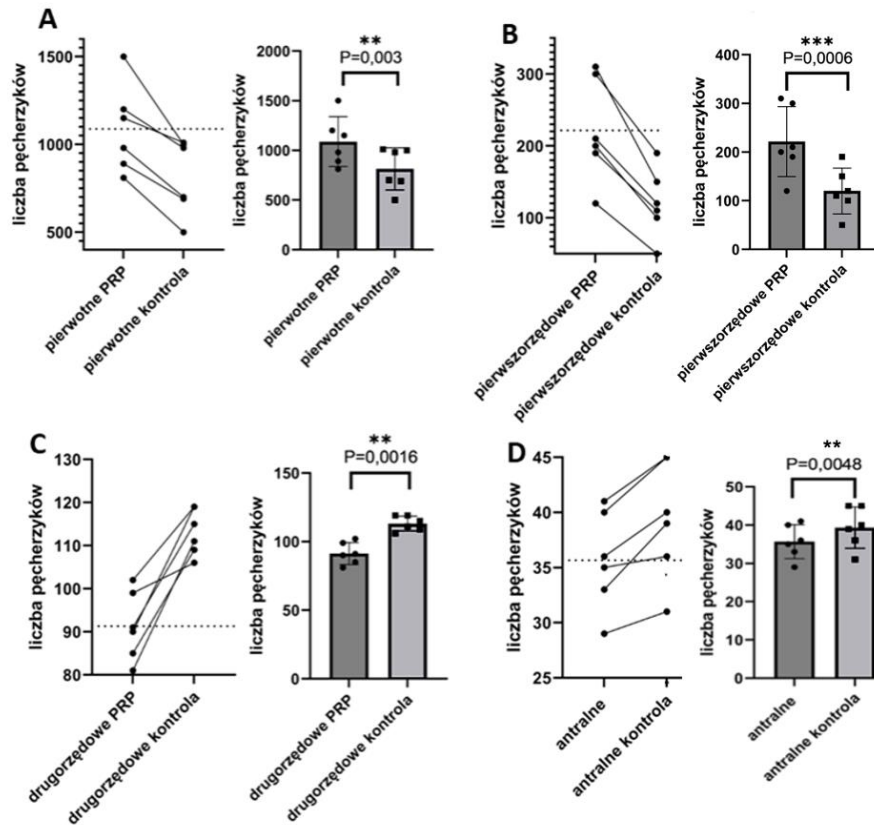 A
liczba pęcherzyków
1500
1000
500
pierwotne PRP
pierwotne kontrola
**
P=0,003
liczba pęcherzyków
2000
1500
1000
500
0
pierwotne PRP
pierwotne kontrola
B
liczba pęcherzyków
300
200
100
pierwszorzędowe PRP
pierwszorzędowe kontrola
***
P=0,0006
liczba pęcherzyków
400
300
200
100
0
pierwszorzędowe PRP
pierwszorzędowe kontrola
C
liczba pęcherzyków
130
120
110
100
90
80
drugorzędowe PRP
drugorzędowe kontrola
**
P=0,0016
liczba pęcherzyków
150
100
50
0
drugorzędowe PRP
drugorzędowe kontrola
D
liczba pęcherzyków
45
40
35
30
25
antralne
antralne kontrola
**
P=0,0048
liczba pęcherzyków
50
40
30
20
10
0
antralne
antralne kontrola